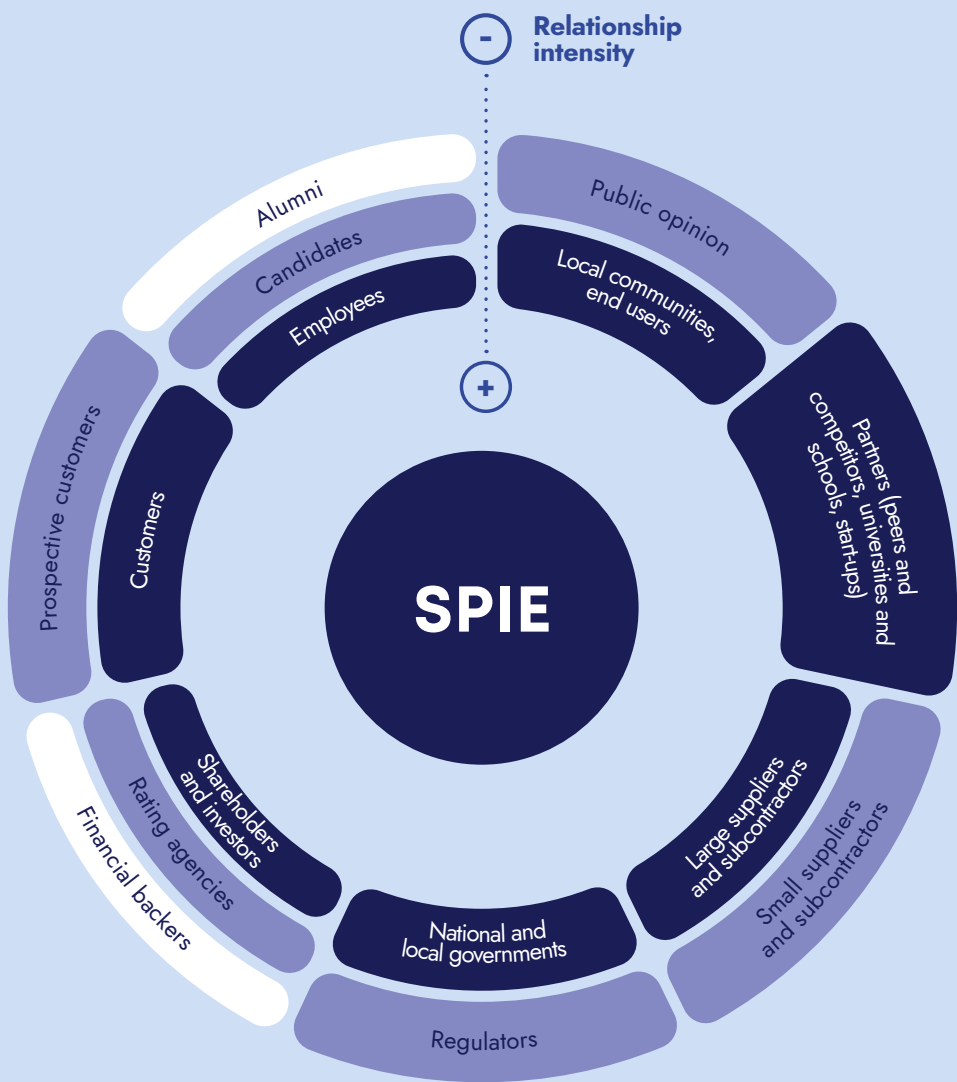 -
Relationship
intensity
+
SPIE
Public opinion
Local communities,
end users
Partners (peers and
competitors, universities and
schools, start-ups)
Large suppliers
and subcontractors
Small suppliers
and subcontractors
National and
local governments
Regulators
Shareholders
and investors
Rating agencies
Financial backers
Customers
Prospective customers
Employees
Candidates
Alumni